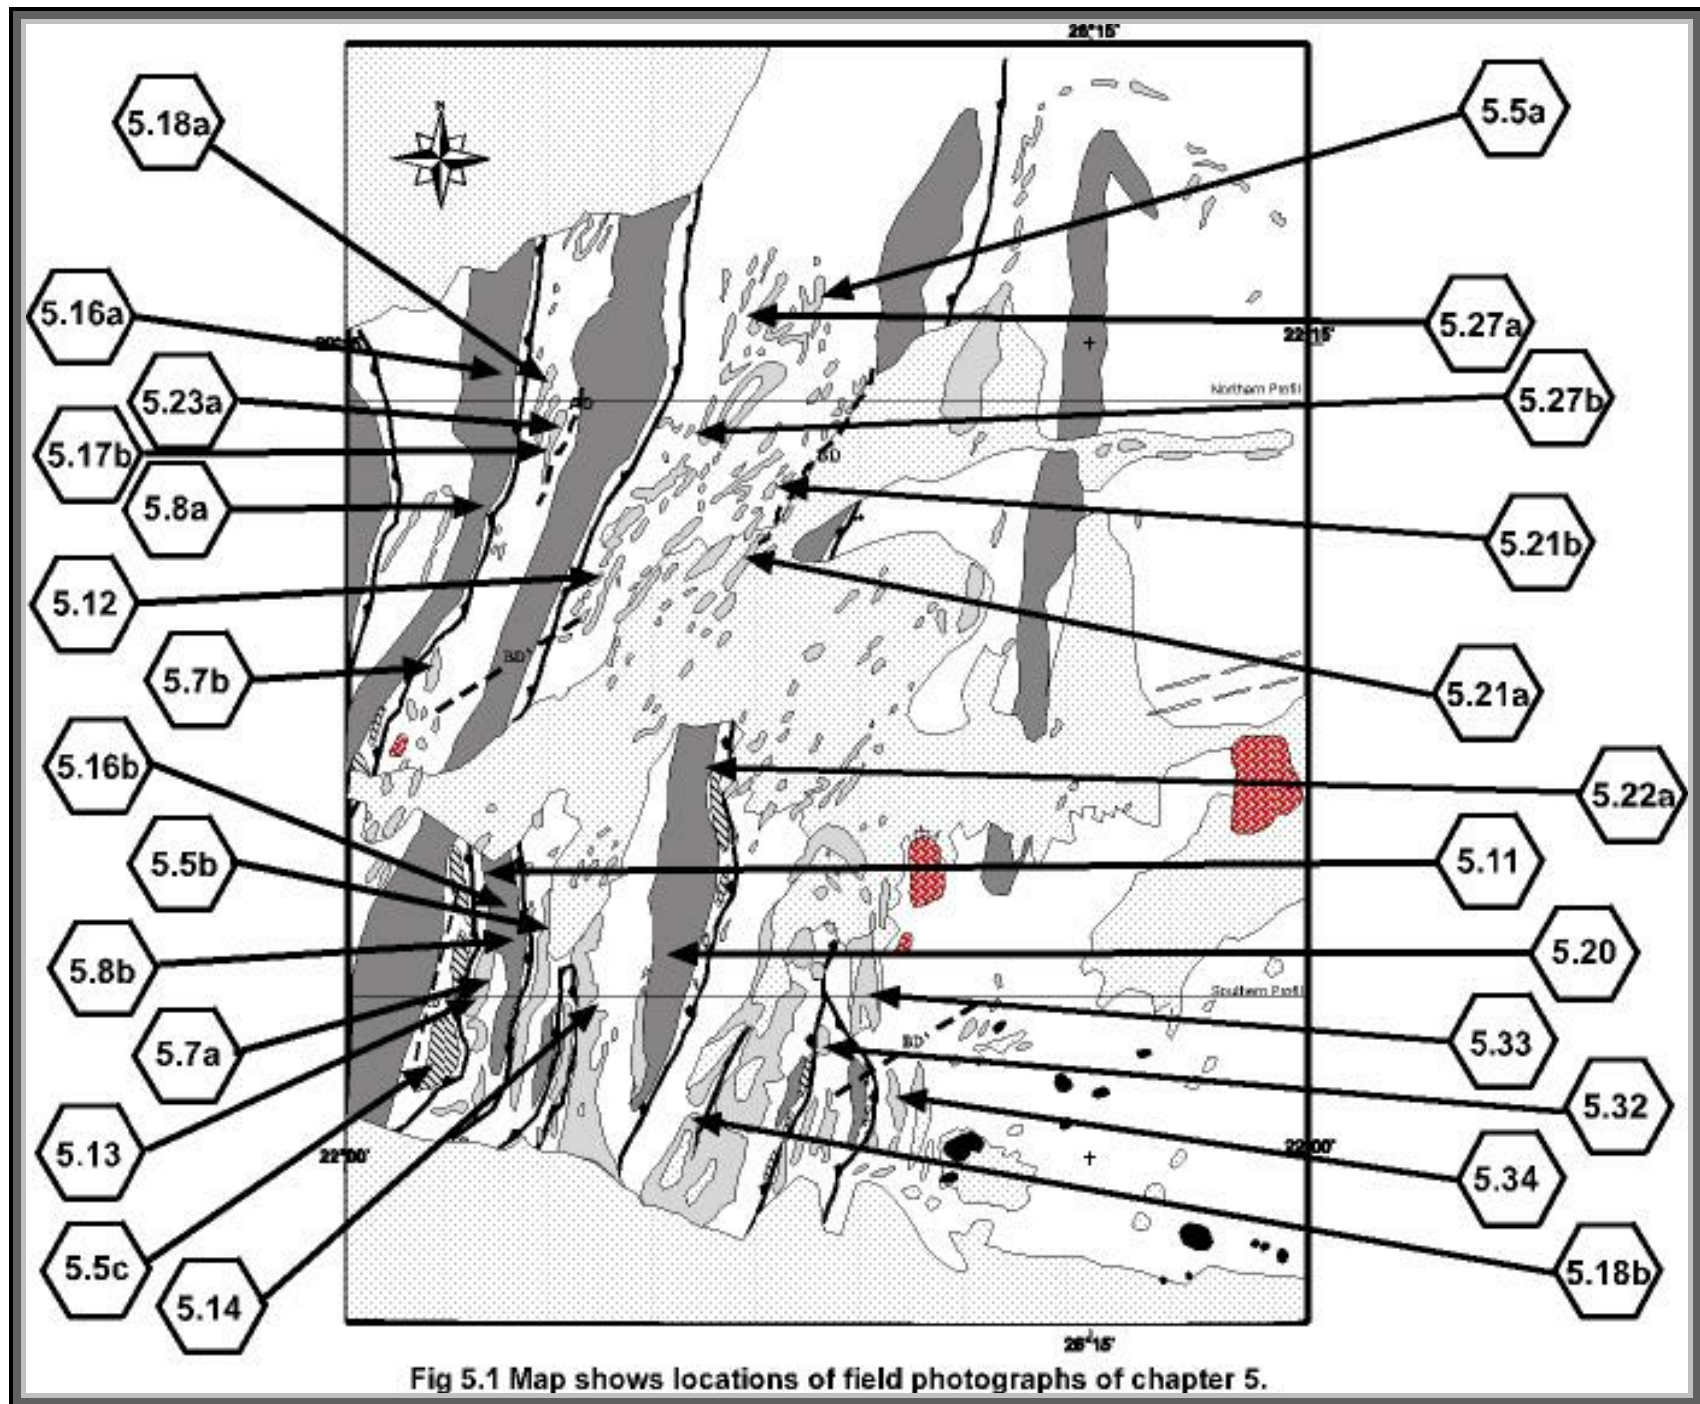 26°15'
N
5.18a
5.5a
5.16a
5.27a
22°15'
5.23a
Northern Profil
5.27b
5.17b
BD
5.8a
5.21b
5.12
BD'
5.7b
5.21a
5.16b
5.22a
5.5b
5.11
5.8b
5.20
Southern Profil
5.7a
BD'
5.33
5.13
5.32
22°00'
22°00'
5.34
5.5c
5.14
5.18b
26°15'
Fig 5.1 Map shows locations of field photographs of chapter 5.